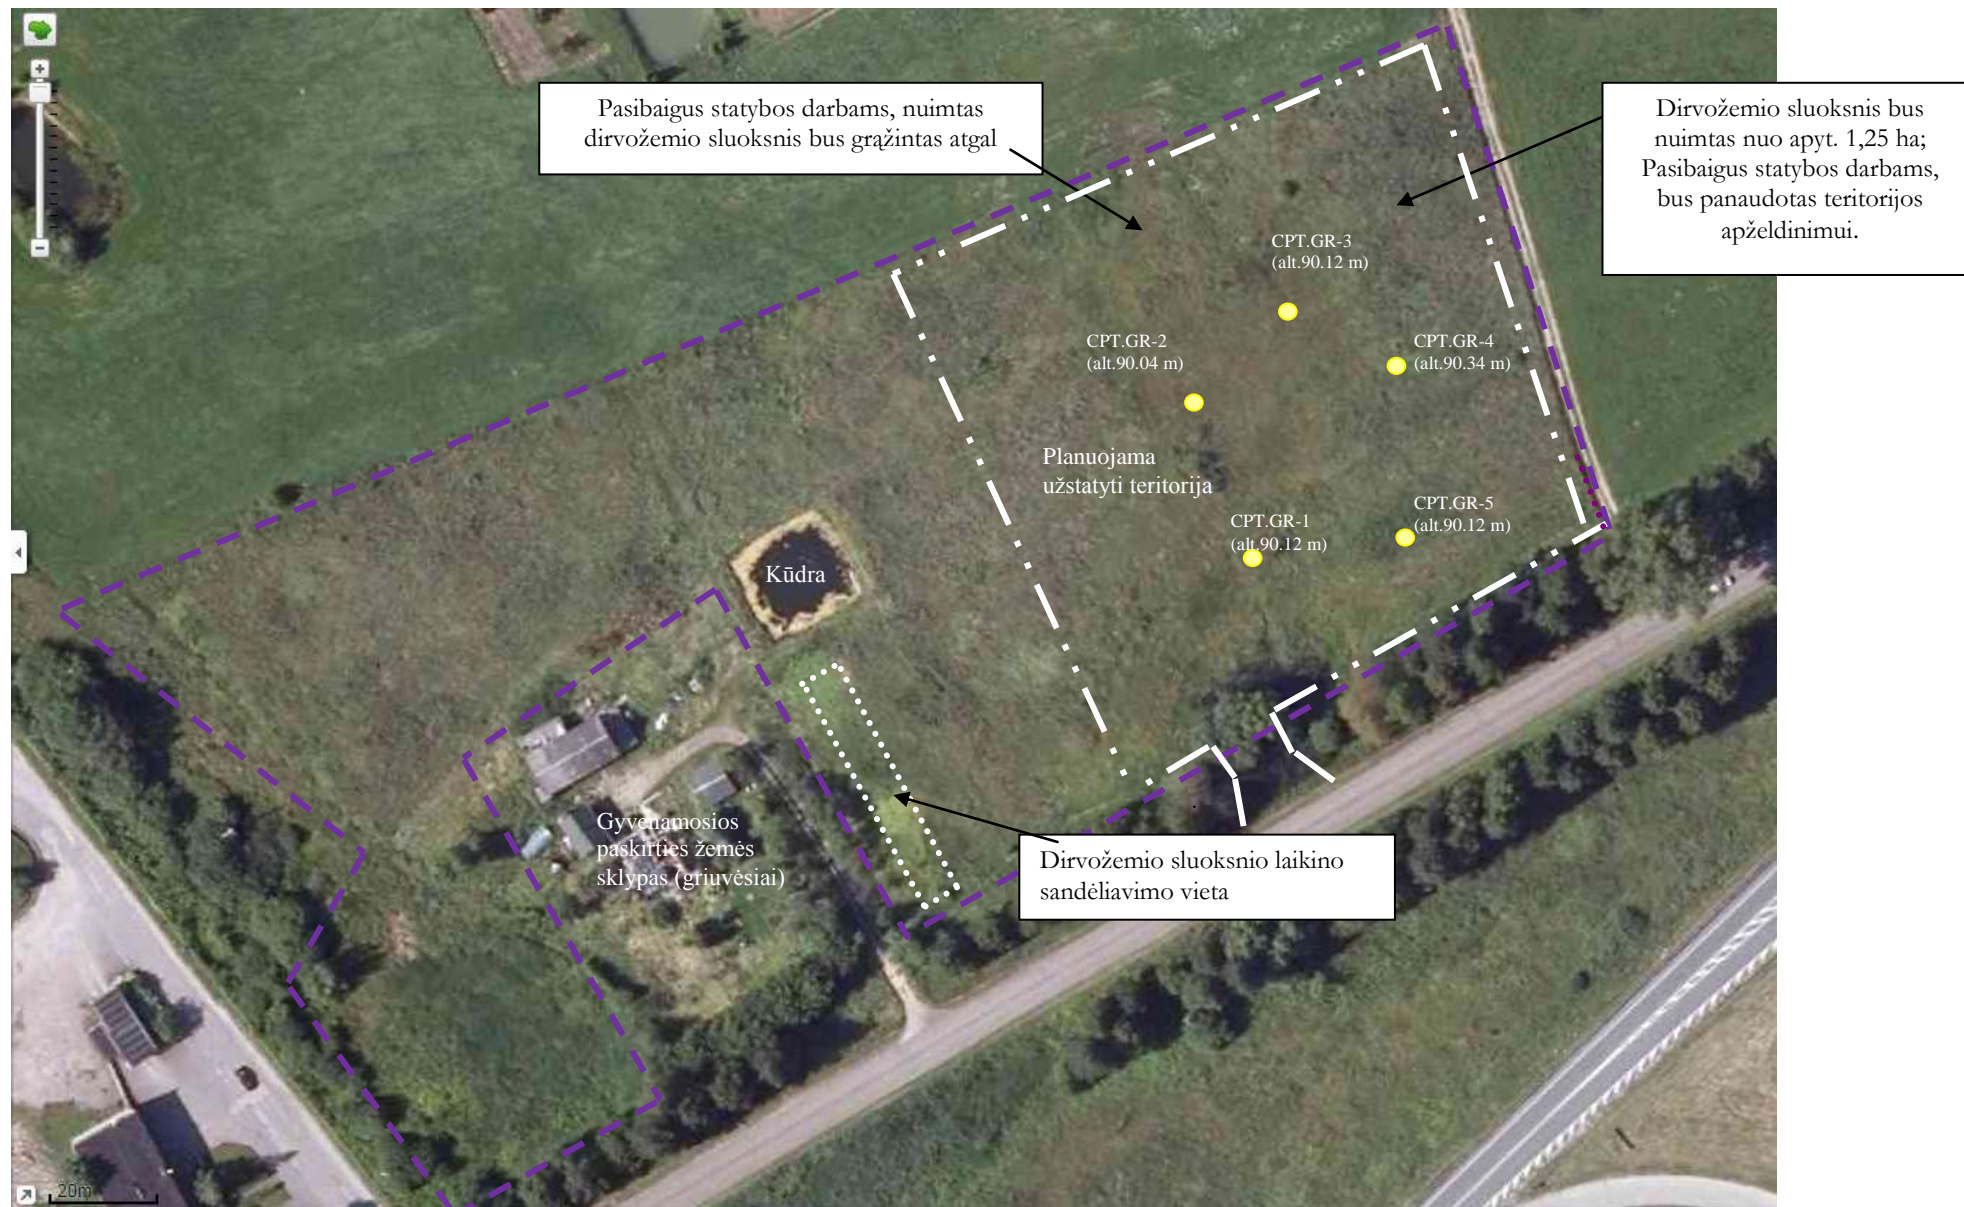 Pasibaigus statybos darbams, nuimtas
dirvožemio sluoksnis bus grąžintas atgal
Dirvožemio sluoksnis bus
nuimtas nuo apyt. 1,25 ha;
Pasibaigus statybos darbams,
bus panaudotas teritorijos
apželdinimui.
CPT.GR-3
(alt.90.12 m)
CPT.GR-2
(alt.90.04 m)
CPT.GR-4
(alt.90.34 m)
Planuojama
užstatyti teritorija
CPT.GR-1
(alt.90.12 m)
CPT.GR-5
(alt.90.12 m)
Kūdra
Gyvenamosios
paskirties žemės
sklypas (griuvėsiai)
Dirvožemio sluoksnio laikino
sandėliavimo vieta
20m